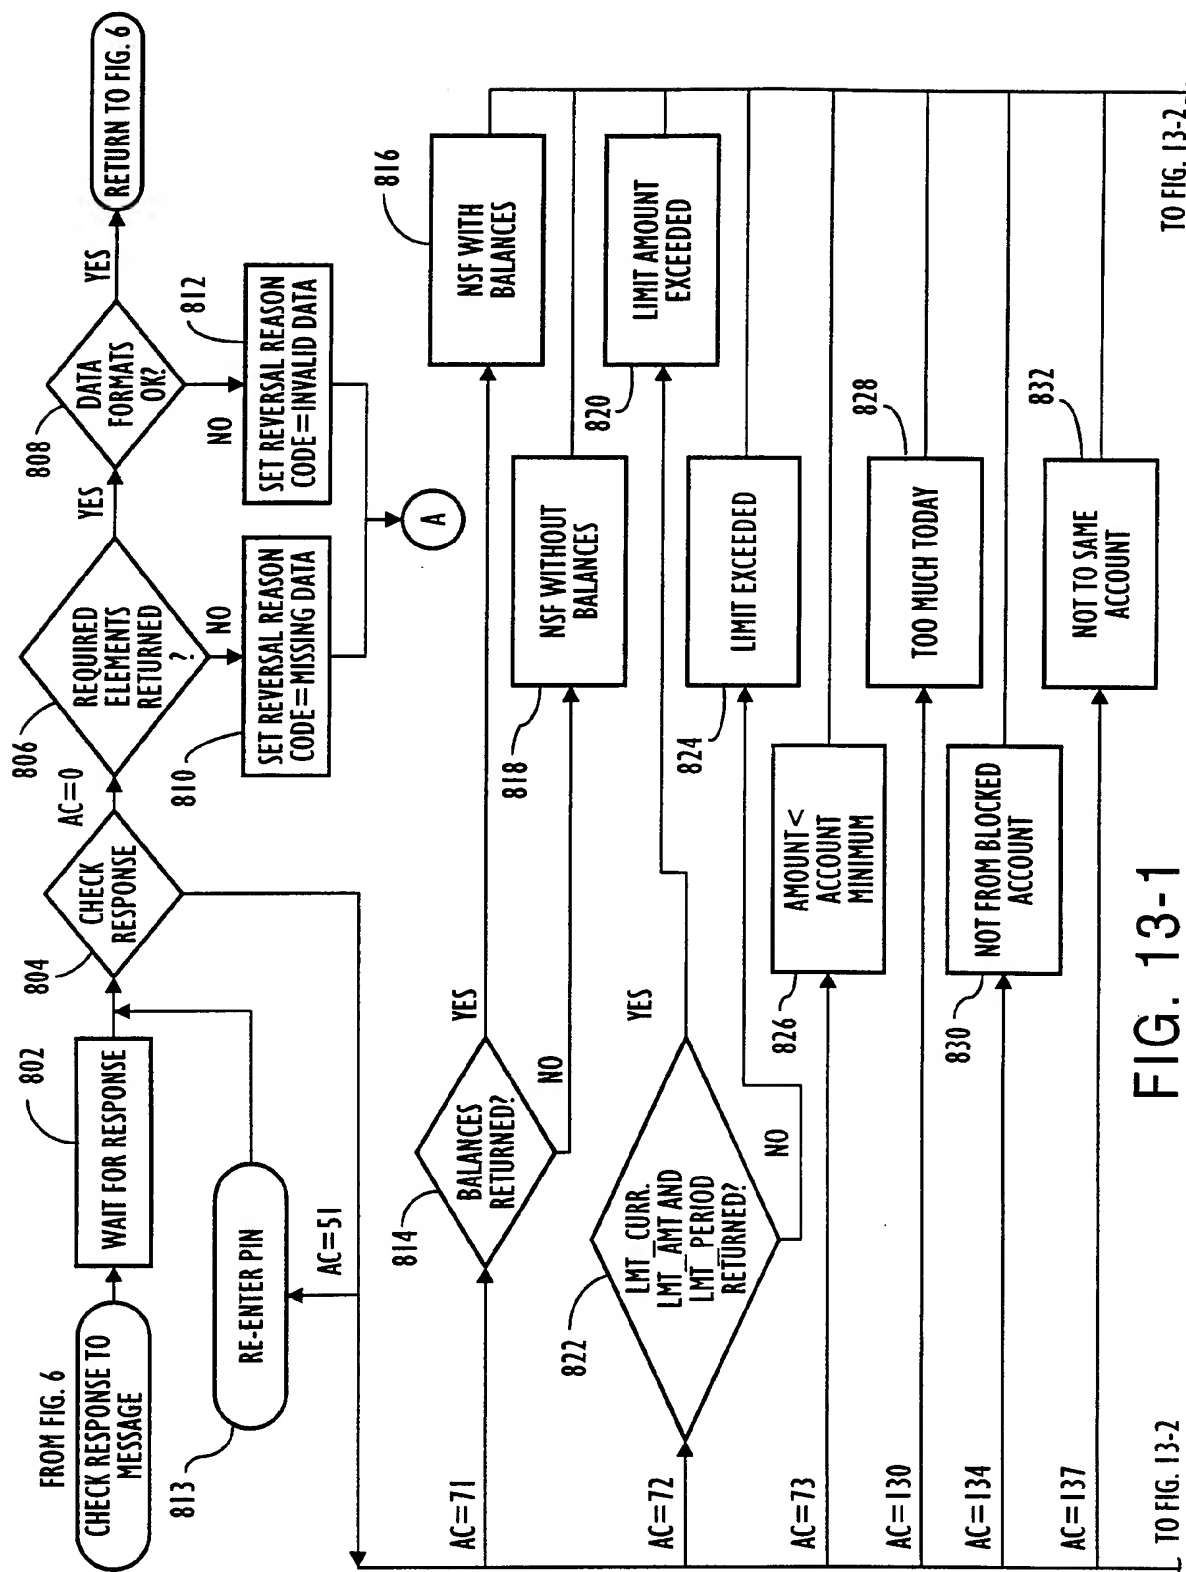 FROM FIG. 6
CHECK RESPONSE TO
MESSAGE
WAIT FOR RESPONSE
802
CHECK
RESPONSE
804
AC=0
REQUIRED
ELEMENTS
RETURNED
?
806
YES
DATA
FORMATS
OK?
808
YES
RETURN TO FIG. 6
NO
SET REVERSAL REASON
CODE=MISSING DATA
810
NO
SET REVERSAL REASON
CODE=INVALID DATA
812
A
RE-ENTER PIN
813
AC=51
AC=71
BALANCES
RETURNED?
814
YES
NO
NSF WITH
BALANCES
816
NSF WITHOUT
BALANCES
818
AC=72
LMT_CURR.
LMT_AMT AND
LMT_PERIOD
RETURNED?
822
YES
NO
LIMIT AMOUNT
EXCEEDED
820
LIMIT EXCEEDED
824
AC=73
AMOUNT<
ACCOUNT
MINIMUM
826
AC=130
TOO MUCH TODAY
828
AC=134
NOT FROM BLOCKED
ACCOUNT
830
AC=137
NOT TO SAME
ACCOUNT
832
TO FIG. 13-2
TO FIG. 13-2
FIG. 13-1